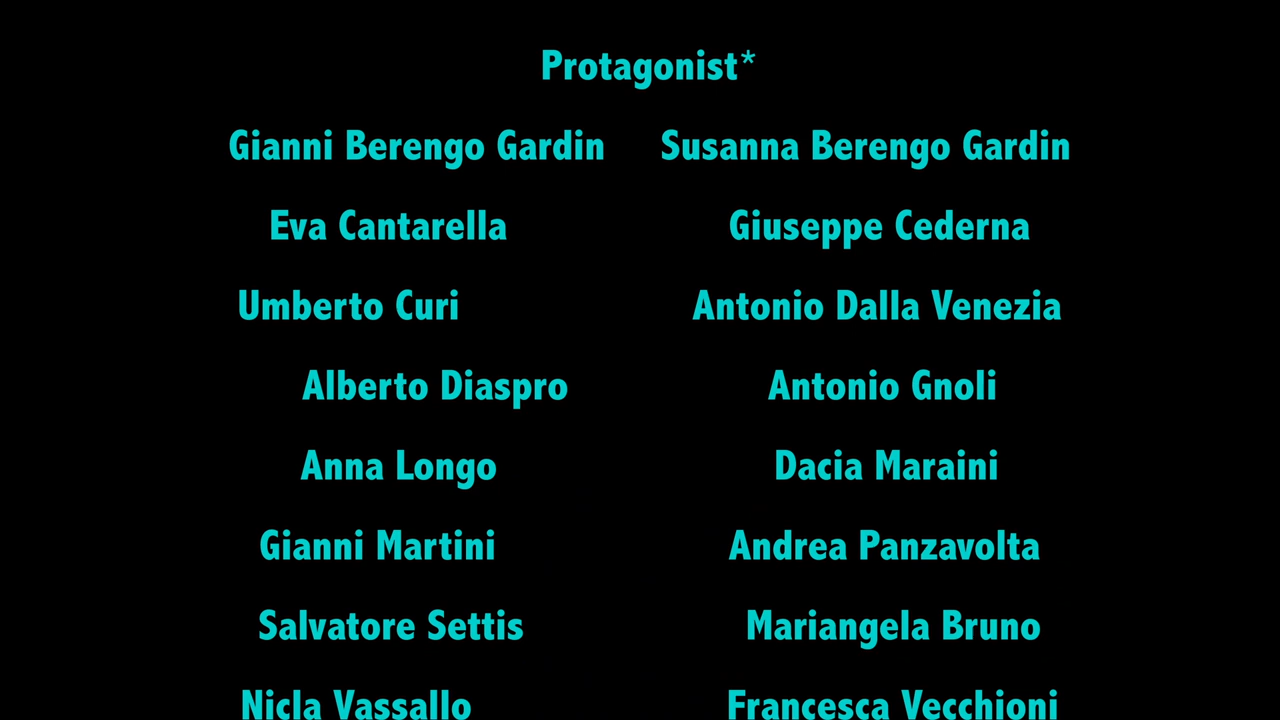 Protagonist*
Gianni Berengo Gardin Susanna Berengo Gardin
Eva Cantarella Giuseppe Cederna
Umberto Curi Antonio Dalla Venezia
Alberto Diaspro Antonio Gnoli
Anna Longo Dacia Maraini
Gianni Martini Andrea Panzavolta
Salvatore Settis Mariangela Bruno
Nicla Vassallo Francesca Vecchioni